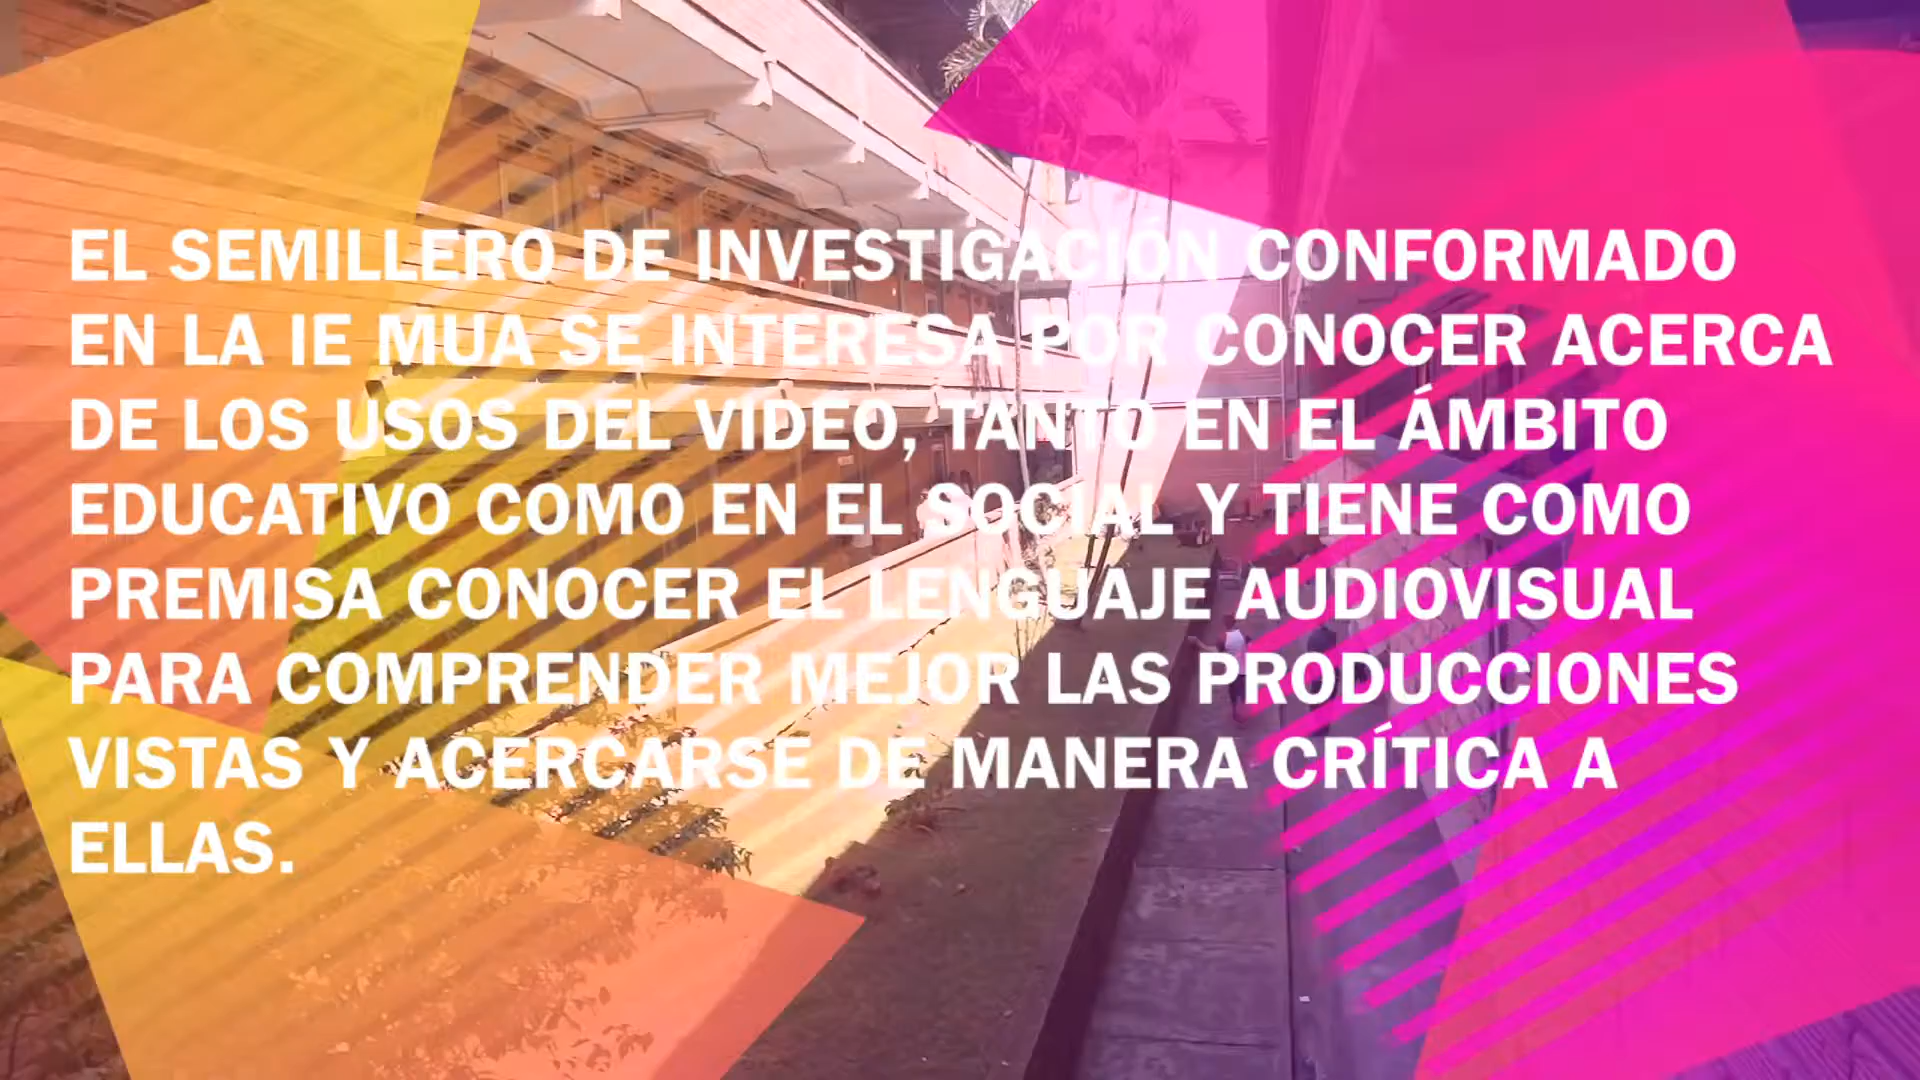 EL SEMILLERO DE INVESTIGACIÓN CONFORMADO
EN LA IE MUA SE INTERESA POR CONOCER ACERCA
DE LOS USOS DEL VIDEO, TANTO EN EL ÁMBITO
EDUCATIVO COMO EN EL SOCIAL Y TIENE COMO
PREMISA CONOCER EL LENGUAJE AUDIOVISUAL
PARA COMPRENDER MEJOR LAS PRODUCCIONES
VISTAS Y ACERCARSE DE MANERA CRÍTICA A
ELLAS.